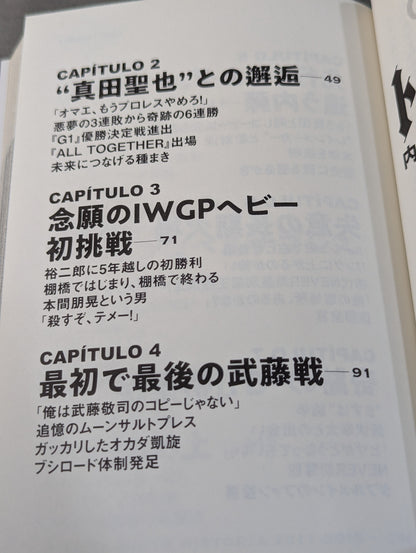 CAPÍTULO 2
“真田聖也”との邂逅―49
「オマエ、もうプロレスやめろ!」
悪夢の3連敗から奇跡の6連勝
『G1』優勝決定戦進出
『ALL TOGETHER』出場
未来につなげる種まき
CAPÍTULO 3
念願のIWGPヘビー
初挑戦―71
裕二郎に5年越しの初勝利
棚橋ではじまり、棚橋で終わる
本間朋晃という男
「殺すぞ、テメー!」
CAPÍTULO 4
最初で最後の武藤戦―91
「俺は武藤敬司のコピーじゃない」
追憶のムーンサルトプレス
ガッカリしたオカダ凱旋
ブシロード体制発足